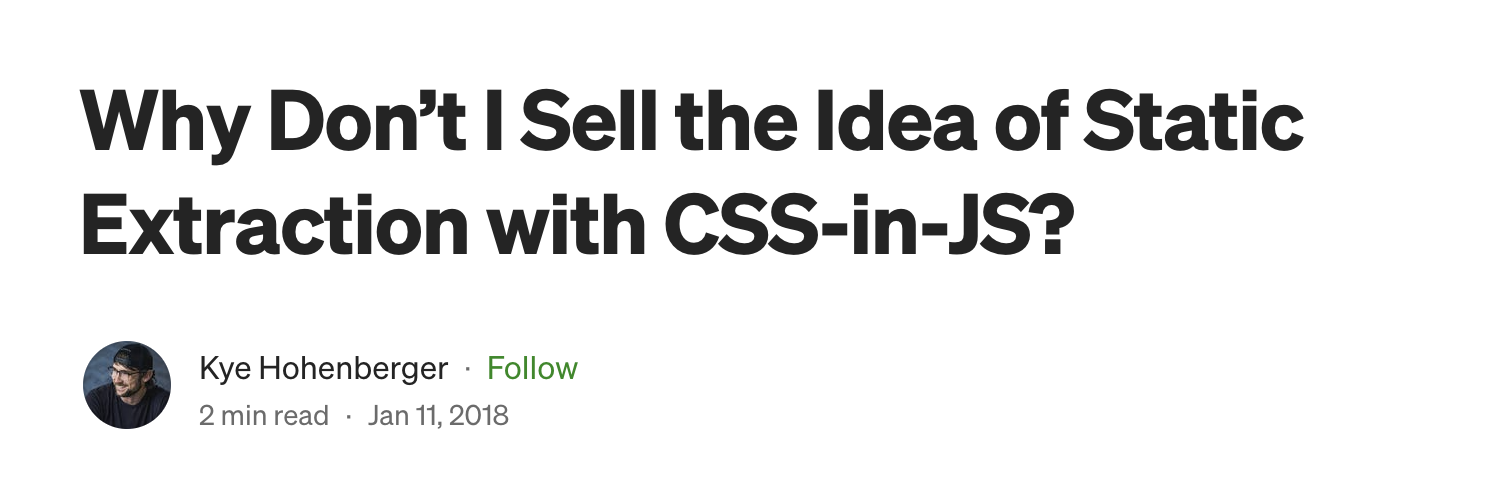 Why Don’t I Sell the Idea of Static
Extraction with CSS-in-JS?
Kye Hohenberger · Follow
2 min read · Jan 11, 2018